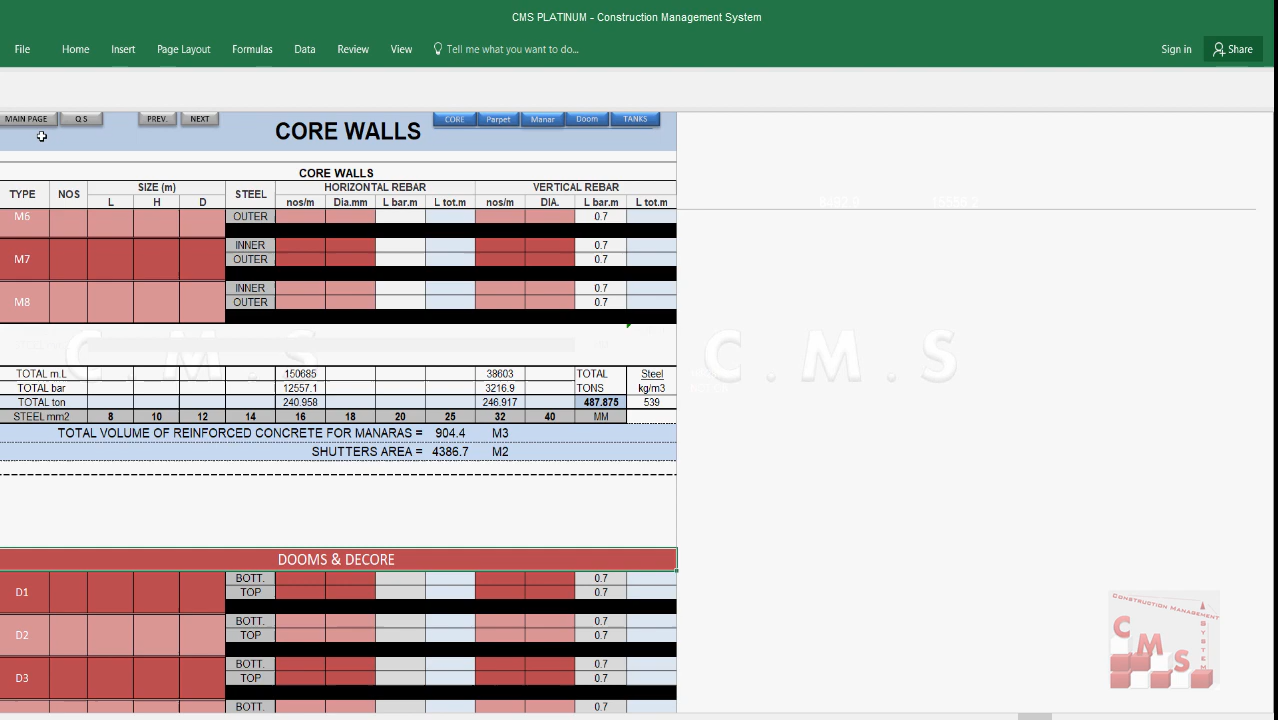 CMS PLATINUM - Construction Management System
File Home Insert Page Layout Formulas Data Review View Tell me what you want to do... Sign in Share
MAIN PAGE Q.S PREV. NEXT CORE WALLS CORE Parpet Manar Doom TANKS
CORE WALLS
TYPE NOS SIZE (m) STEEL HORIZONTAL REBAR VERTICAL REBAR
L H D nos/m Dia.mm L bar.m L tot.m nos/m DIA. L bar.m L tot.m
M6 OUTER 0.7
INNER 0.7
M7 OUTER 0.7
INNER 0.7
M8 OUTER 0.7
C . M . S C . M . S
TOTAL m.L 150685 38603 TOTAL Steel
TOTAL bar 12557.1 3216.9 TONS kg/m3
TOTAL ton 240.958 246.917 487.875 539
STEEL mm2 8 10 12 14 16 18 20 25 32 40 MM
TOTAL VOLUME OF REINFORCED CONCRETE FOR MANARAS = 904.4 M3
SHUTTERS AREA = 4386.7 M2
DOOMS & DECORE
BOTT. 0.7
D1 TOP 0.7
BOTT. 0.7
D2 TOP 0.7
BOTT. 0.7
D3 TOP 0.7
BOTT. 0.7
CONSTRUCTION MANAGEMENT
SYSTEM
C M S